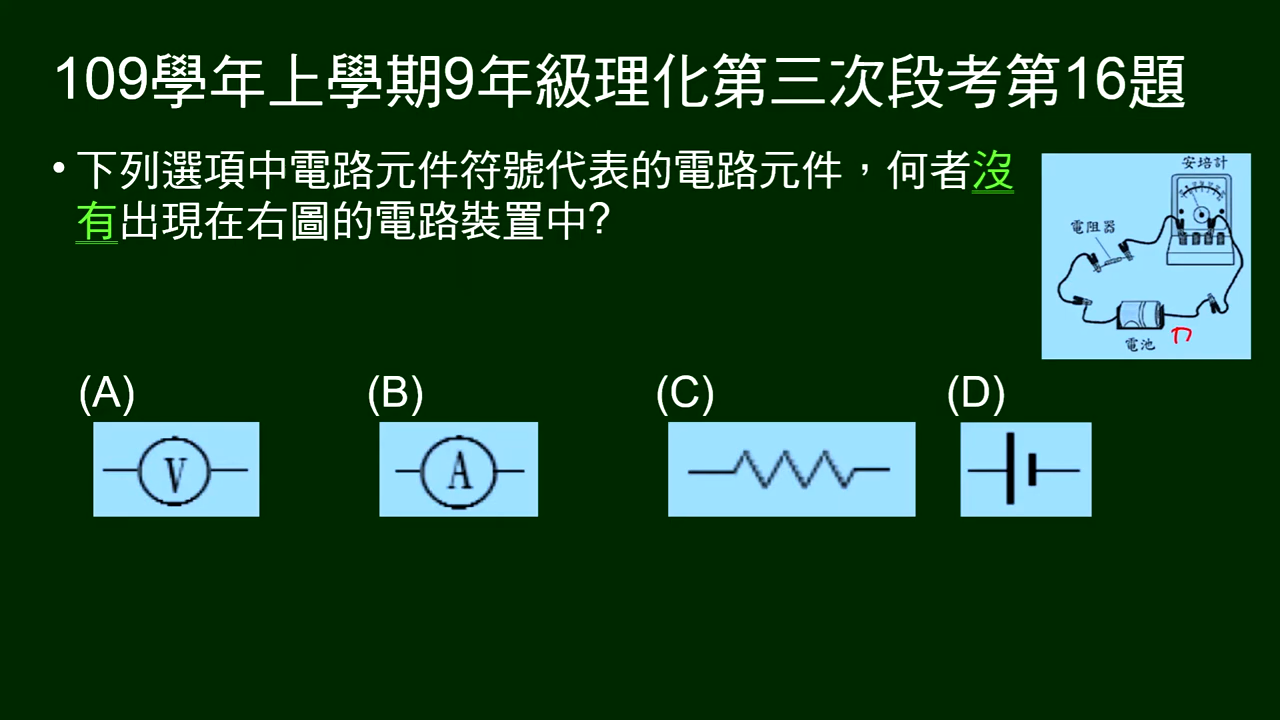 109學年上學期9年級理化第三次段考第16題
•下列選項中電路元件符號代表的電路元件，何者沒
有出現在右圖的電路裝置中?
安培計
電阻器
電池
(A) (B) (C) (D)
V A